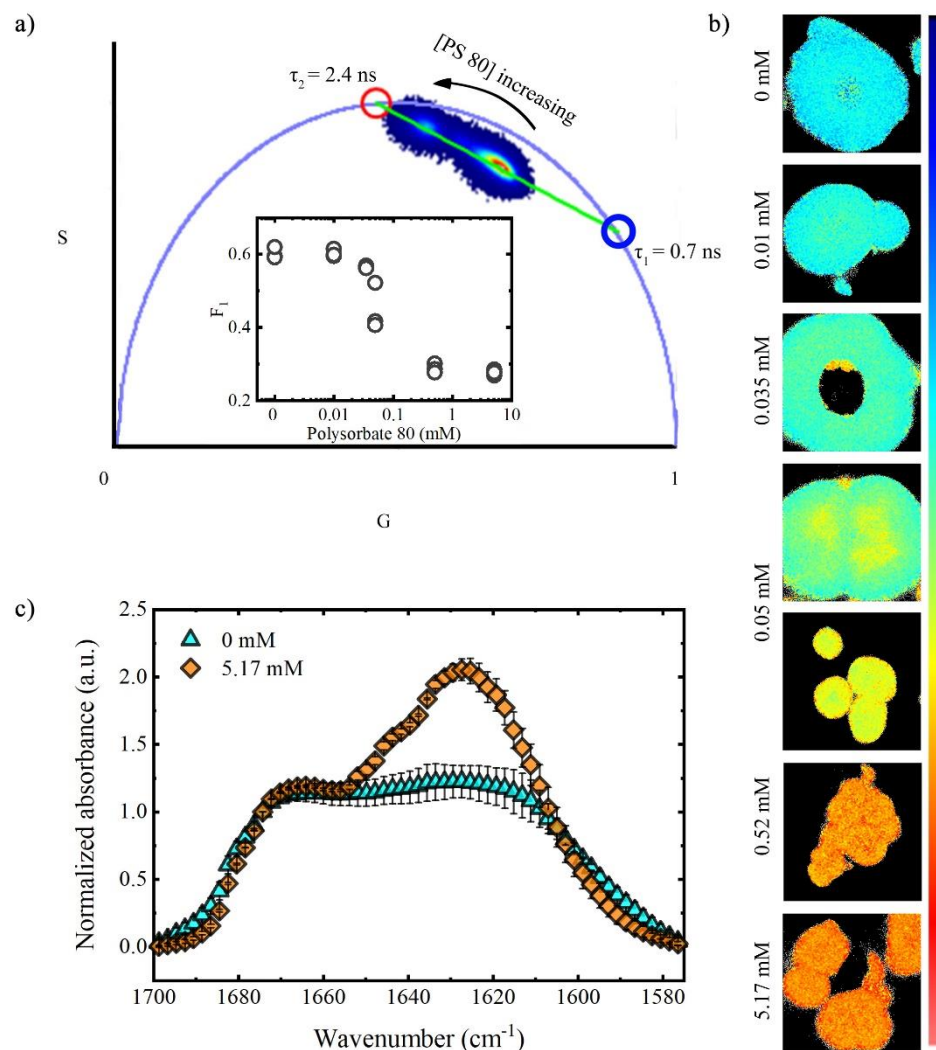 a)
[PS 80] increasing
τ₂ = 2.4 ns
τ₁ = 0.7 ns
S
0.6
0.4
0.2
F₁
0 0.01 0.1 1 10
Polysorbate 80 (mM)
0 1
G
b)
0 mM
0.01 mM
0.035 mM
0.05 mM
0.52 mM
5.17 mM
c)
0 mM
5.17 mM
2.5
2.0
1.5
1.0
0.5
0.0
Normalized absorbance (a.u.)
1700 1680 1660 1640 1620 1600 1580
Wavenumber (cm⁻¹)